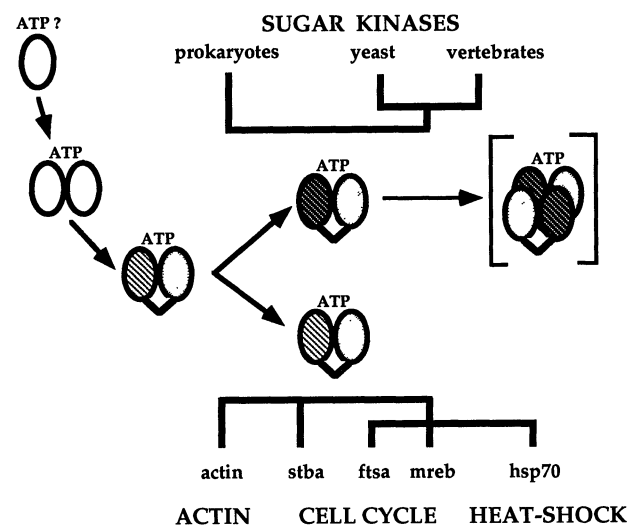 ATP ?
SUGAR KINASES
prokaryotes yeast vertebrates
ATP
ATP
ATP
ATP
ATP
actin stba ftsa mreb hsp70
ACTIN CELL CYCLE HEAT-SHOCK